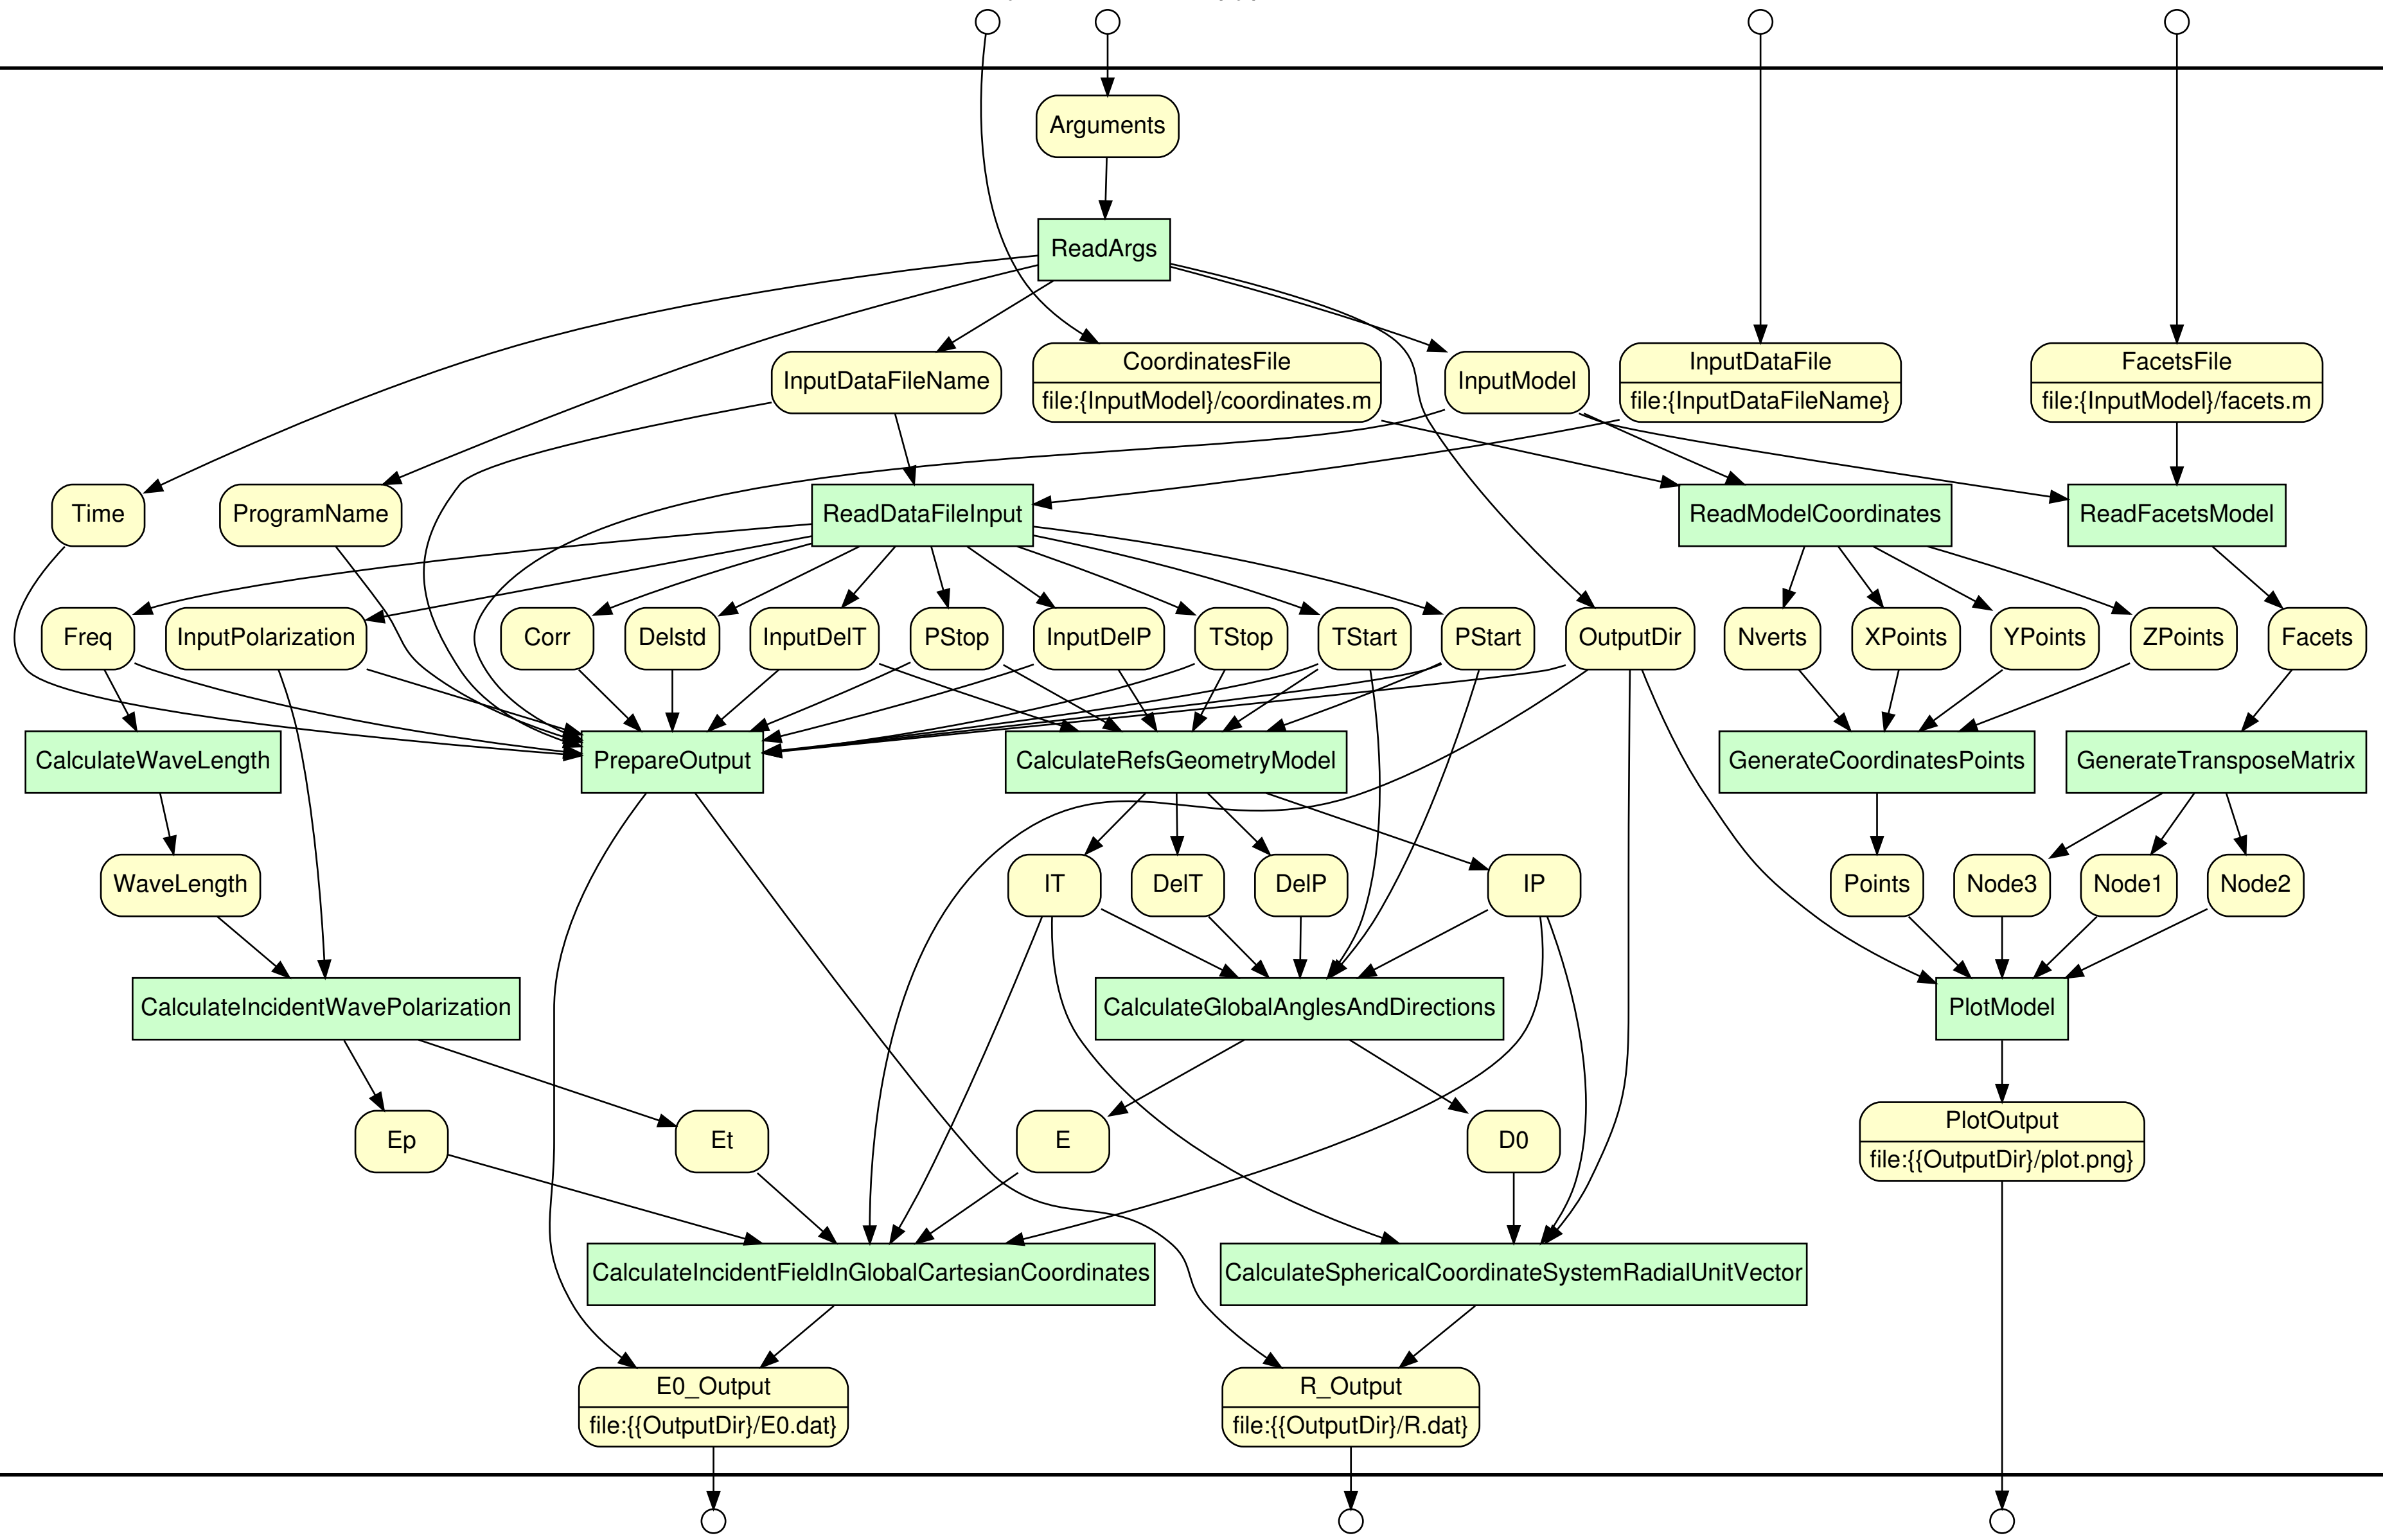 Arguments
ReadArgs
InputDataFileName
CoordinatesFile
file:{InputModel}/coordinates.m
InputModel
InputDataFile
file:{InputDataFileName}
FacetsFile
file:{InputModel}/facets.m
Time
ProgramName
ReadDataFileInput
ReadModelCoordinates
ReadFacetsModel
Freq
InputPolarization
Corr
Delstd
InputDelT
PStop
InputDelP
TStop
TStart
PStart
OutputDir
Nverts
XPoints
YPoints
ZPoints
Facets
CalculateWaveLength
PrepareOutput
CalculateRefsGeometryModel
GenerateCoordinatesPoints
GenerateTransposeMatrix
WaveLength
IT
DelT
DelP
IP
Points
Node3
Node1
Node2
CalculateIncidentWavePolarization
CalculateGlobalAnglesAndDirections
PlotModel
Ep
Et
E
D0
PlotOutput
file:{{OutputDir}/plot.png}
CalculateIncidentFieldInGlobalCartesianCoordinates
CalculateSphericalCoordinateSystemRadialUnitVector
E0_Output
file:{{OutputDir}/E0.dat}
R_Output
file:{{OutputDir}/R.dat}